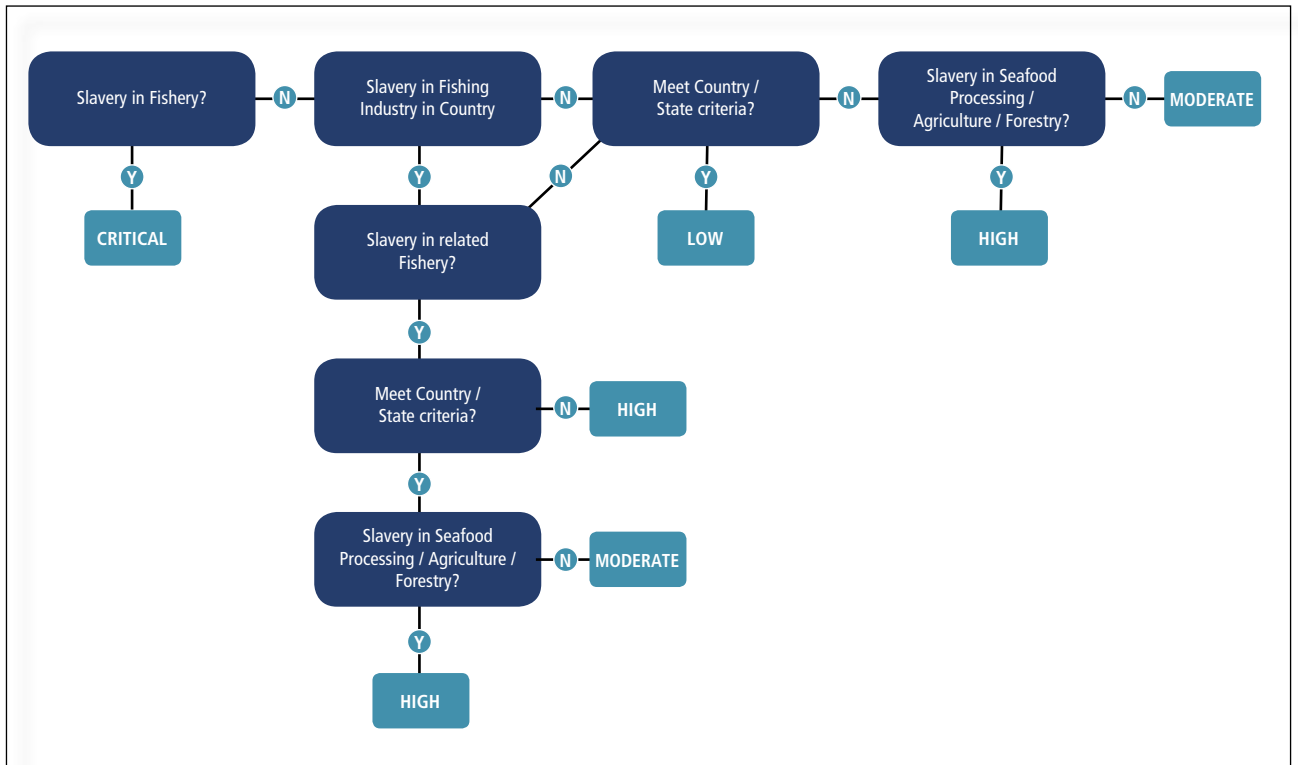 Slavery in Fishery?
N
Slavery in Fishing
Industry in Country
N
Meet Country /
State criteria?
N
Slavery in Seafood
Processing /
Agriculture / Forestry?
N
MODERATE
Y
Y
N
Y
Y
CRITICAL
Slavery in related
Fishery?
LOW
HIGH
Y
Meet Country /
State criteria?
N
HIGH
Y
Slavery in Seafood
Processing / Agriculture /
Forestry?
N
MODERATE
Y
HIGH